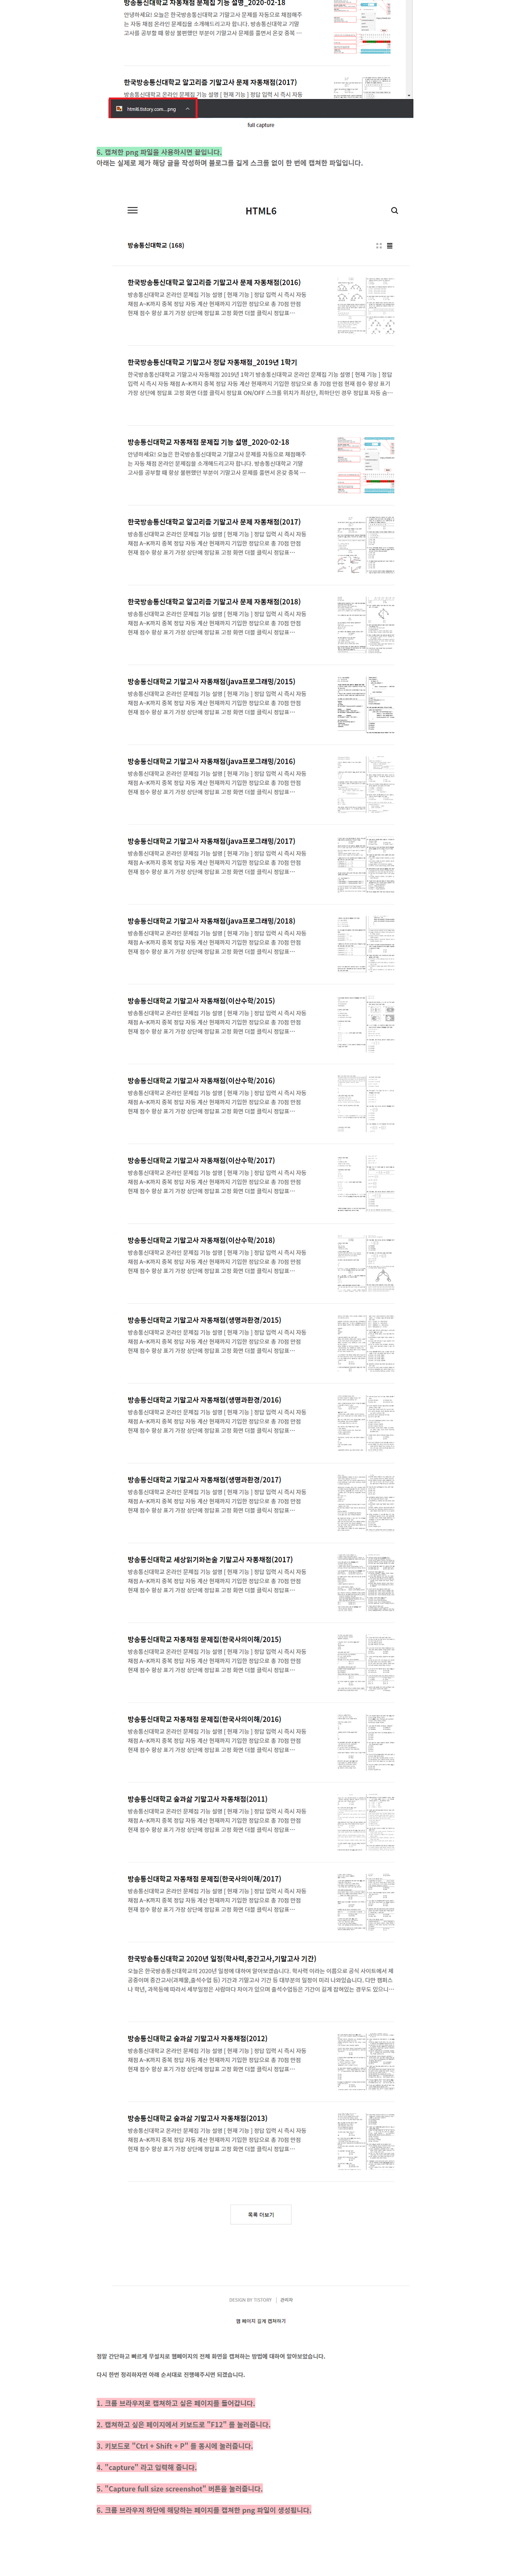 방송통신대학교 자동채점 문제집 기능 설명_2020-02-18
안녕하세요! 오늘은 한국방송통신대학교 기말고사 문제를 자동으로 채점해주
는 자동 채점 온라인 문제집을 소개해드리고자 합니다. 방송통신대학교 기말
고사를 공부할 때 항상 불편했던 부분이 기말고사 문제를 풀면서 온갖 중복 …
한국방송통신대학교 알고리즘 기말고사 문제 자동채점(2017)
방송통신대학교 온라인 문제집 기능 설명 [ 현재 기능 ] 정답 입력 시 즉시 자동
html6.tistory.com....png
full capture
6. 캡쳐한 png 파일을 사용하시면 끝입니다.
아래는 실제로 제가 해당 글을 작성하며 블로그를 길게 스크롤 없이 한 번에 캡쳐한 파일입니다.
HTML6
방송통신대학교 (168)
한국방송통신대학교 알고리즘 기말고사 문제 자동채점(2016)
방송통신대학교 온라인 문제집 기능 설명 [ 현재 기능 ] 정답 입력 시 즉시 자동
채점 A~K까지 중복 정답 자동 계산 현재까지 기입한 정답으로 총 70점 만점
현재 점수 왕상 표기 가장 상단에 정답표 고정 화면 더블 클릭시 정답표…
한국방송통신대학교 기말고사 정답 자동채점_2019년 1학기
한국방송통신대학교 기말고사 자동채점 2019년 1학기 방송통신대학교 온라인 문제집 기능 설명 [ 현재 기능 ] 정답
입력 시 즉시 자동 채점 A~K까지 중복 정답 자동 계산 현재까지 기입한 정답으로 총 70점 만점 현재 점수 왕상 표기
가장 상단에 정답표 고정 화면 더블 클릭시 정답표 ON/OFF 스크롤 위치가 최상단, 최하단인 경우 정답표 자동 숨…
방송통신대학교 자동채점 문제집 기능 설명_2020-02-18
안녕하세요! 오늘은 한국방송통신대학교 기말고사 문제를 자동으로 채점해주
는 자동 채점 온라인 문제집을 소개해드리고자 합니다. 방송통신대학교 기말
고사를 공부할 때 항상 불편했던 부분이 기말고사 문제를 풀면서 온갖 중복 …
한국방송통신대학교 알고리즘 기말고사 문제 자동채점(2017)
방송통신대학교 온라인 문제집 기능 설명 [ 현재 기능 ] 정답 입력 시 즉시 자동
채점 A~K까지 중복 정답 자동 계산 현재까지 기입한 정답으로 총 70점 만점
현재 점수 왕상 표기 가장 상단에 정답표 고정 화면 더블 클릭시 정답표…
한국방송통신대학교 알고리즘 기말고사 문제 자동채점(2018)
방송통신대학교 온라인 문제집 기능 설명 [ 현재 기능 ] 정답 입력 시 즉시 자동
채점 A~K까지 중복 정답 자동 계산 현재까지 기입한 정답으로 총 70점 만점
현재 점수 왕상 표기 가장 상단에 정답표 고정 화면 더블 클릭시 정답표…
방송통신대학교 기말고사 자동채점(java프로그래밍/2015)
방송통신대학교 온라인 문제집 기능 설명 [ 현재 기능 ] 정답 입력 시 즉시 자동
채점 A~K까지 중복 정답 자동 계산 현재까지 기입한 정답으로 총 70점 만점
현재 점수 왕상 표기 가장 상단에 정답표 고정 화면 더블 클릭시 정답표…
방송통신대학교 기말고사 자동채점(java프로그래밍/2016)
방송통신대학교 온라인 문제집 기능 설명 [ 현재 기능 ] 정답 입력 시 즉시 자동
채점 A~K까지 중복 정답 자동 계산 현재까지 기입한 정답으로 총 70점 만점
현재 점수 왕상 표기 가장 상단에 정답표 고정 화면 더블 클릭시 정답표…
방송통신대학교 기말고사 자동채점(java프로그래밍/2017)
방송통신대학교 온라인 문제집 기능 설명 [ 현재 기능 ] 정답 입력 시 즉시 자동
채점 A~K까지 중복 정답 자동 계산 현재까지 기입한 정답으로 총 70점 만점
현재 점수 왕상 표기 가장 상단에 정답표 고정 화면 더블 클릭시 정답표…
방송통신대학교 기말고사 자동채점(java프로그래밍/2018)
방송통신대학교 온라인 문제집 기능 설명 [ 현재 기능 ] 정답 입력 시 즉시 자동
채점 A~K까지 중복 정답 자동 계산 현재까지 기입한 정답으로 총 70점 만점
현재 점수 왕상 표기 가장 상단에 정답표 고정 화면 더블 클릭시 정답표…
방송통신대학교 기말고사 자동채점(이산수학/2015)
방송통신대학교 온라인 문제집 기능 설명 [ 현재 기능 ] 정답 입력 시 즉시 자동
채점 A~K까지 중복 정답 자동 계산 현재까지 기입한 정답으로 총 70점 만점
현재 점수 왕상 표기 가장 상단에 정답표 고정 화면 더블 클릭시 정답표…
방송통신대학교 기말고사 자동채점(이산수학/2016)
방송통신대학교 온라인 문제집 기능 설명 [ 현재 기능 ] 정답 입력 시 즉시 자동
채점 A~K까지 중복 정답 자동 계산 현재까지 기입한 정답으로 총 70점 만점
현재 점수 왕상 표기 가장 상단에 정답표 고정 화면 더블 클릭시 정답표…
방송통신대학교 기말고사 자동채점(이산수학/2017)
방송통신대학교 온라인 문제집 기능 설명 [ 현재 기능 ] 정답 입력 시 즉시 자동
채점 A~K까지 중복 정답 자동 계산 현재까지 기입한 정답으로 총 70점 만점
현재 점수 왕상 표기 가장 상단에 정답표 고정 화면 더블 클릭시 정답표…
방송통신대학교 기말고사 자동채점(이산수학/2018)
방송통신대학교 온라인 문제집 기능 설명 [ 현재 기능 ] 정답 입력 시 즉시 자동
채점 A~K까지 중복 정답 자동 계산 현재까지 기입한 정답으로 총 70점 만점
현재 점수 왕상 표기 가장 상단에 정답표 고정 화면 더블 클릭시 정답표…
방송통신대학교 기말고사 자동채점(생명과환경/2015)
방송통신대학교 온라인 문제집 기능 설명 [ 현재 기능 ] 정답 입력 시 즉시 자동
채점 A~K까지 중복 정답 자동 계산 현재까지 기입한 정답으로 총 70점 만점
현재 점수 왕상 표기 가장 상단에 정답표 고정 화면 더블 클릭시 정답표…
방송통신대학교 기말고사 자동채점(생명과환경/2016)
방송통신대학교 온라인 문제집 기능 설명 [ 현재 기능 ] 정답 입력 시 즉시 자동
채점 A~K까지 중복 정답 자동 계산 현재까지 기입한 정답으로 총 70점 만점
현재 점수 왕상 표기 가장 상단에 정답표 고정 화면 더블 클릭시 정답표…
방송통신대학교 기말고사 자동채점(생명과환경/2017)
방송통신대학교 온라인 문제집 기능 설명 [ 현재 기능 ] 정답 입력 시 즉시 자동
채점 A~K까지 중복 정답 자동 계산 현재까지 기입한 정답으로 총 70점 만점
현재 점수 왕상 표기 가장 상단에 정답표 고정 화면 더블 클릭시 정답표…
방송통신대학교 세상읽기와논술 기말고사 자동채점(2017)
방송통신대학교 온라인 문제집 기능 설명 [ 현재 기능 ] 정답 입력 시 즉시 자동
채점 A~K까지 중복 정답 자동 계산 현재까지 기입한 정답으로 총 70점 만점
현재 점수 왕상 표기 가장 상단에 정답표 고정 화면 더블 클릭시 정답표…
방송통신대학교 자동채점 문제집(한국사의이해/2015)
방송통신대학교 온라인 문제집 기능 설명 [ 현재 기능 ] 정답 입력 시 즉시 자동
채점 A~K까지 중복 정답 자동 계산 현재까지 기입한 정답으로 총 70점 만점
현재 점수 왕상 표기 가장 상단에 정답표 고정 화면 더블 클릭시 정답표…
방송통신대학교 자동채점 문제집(한국사의이해/2016)
방송통신대학교 온라인 문제집 기능 설명 [ 현재 기능 ] 정답 입력 시 즉시 자동
채점 A~K까지 중복 정답 자동 계산 현재까지 기입한 정답으로 총 70점 만점
현재 점수 왕상 표기 가장 상단에 정답표 고정 화면 더블 클릭시 정답표…
방송통신대학교 숲과삶 기말고사 자동채점(2011)
방송통신대학교 온라인 문제집 기능 설명 [ 현재 기능 ] 정답 입력 시 즉시 자동
채점 A~K까지 중복 정답 자동 계산 현재까지 기입한 정답으로 총 70점 만점
현재 점수 왕상 표기 가장 상단에 정답표 고정 화면 더블 클릭시 정답표…
방송통신대학교 자동채점 문제집(한국사의이해/2017)
방송통신대학교 온라인 문제집 기능 설명 [ 현재 기능 ] 정답 입력 시 즉시 자동
채점 A~K까지 중복 정답 자동 계산 현재까지 기입한 정답으로 총 70점 만점
현재 점수 왕상 표기 가장 상단에 정답표 고정 화면 더블 클릭시 정답표…
한국방송통신대학교 2020년 일정(학사력,중간고사,기말고사 기간)
오늘은 한국방송통신대학교의 2020년 일정에 대하여 알아보겠습니다. 학사력 이라는 이름으로 공식 사이트에서 제
공중이며 중간고사(과제물,출석수업 등) 기간과 기말고사 기간 등 대부분의 일정이 미리 나와있습니다. 다만 캠퍼스
나 학년, 과목등에 따라서 세부일정은 사람마다 차이가 있으며 출석수업등은 기간이 길게 잡혀있는 경우도 있으니…
방송통신대학교 숲과삶 기말고사 자동채점(2012)
방송통신대학교 온라인 문제집 기능 설명 [ 현재 기능 ] 정답 입력 시 즉시 자동
채점 A~K까지 중복 정답 자동 계산 현재까지 기입한 정답으로 총 70점 만점
현재 점수 왕상 표기 가장 상단에 정답표 고정 화면 더블 클릭시 정답표…
방송통신대학교 숲과삶 기말고사 자동채점(2013)
방송통신대학교 온라인 문제집 기능 설명 [ 현재 기능 ] 정답 입력 시 즉시 자동
채점 A~K까지 중복 정답 자동 계산 현재까지 기입한 정답으로 총 70점 만점
현재 점수 왕상 표기 가장 상단에 정답표 고정 화면 더블 클릭시 정답표…
목록 더보기
DESIGN BY TISTORY | 관리자
웹 페이지 길게 캡쳐하기
정말 간단하고 빠르게 무설치로 웹페이지의 전체 화면을 캡쳐하는 방법에 대하여 알아보았습니다.
다시 한번 정리하자면 아래 순서대로 진행해주시면 되겠습니다.
1. 크롬 브라우저로 캡쳐하고 싶은 페이지를 들어갑니다.
2. 캡쳐하고 싶은 페이지에서 키보드로 "F12" 를 눌러줍니다.
3. 키보드로 "Ctrl + Shift + P" 를 동시에 눌러줍니다.
4. "capture" 라고 입력해 줍니다.
5. "Capture full size screenshot" 버튼을 눌러줍니다.
6. 크롬 브라우저 하단에 해당하는 페이지를 캡쳐한 png 파일이 생성됩니다.